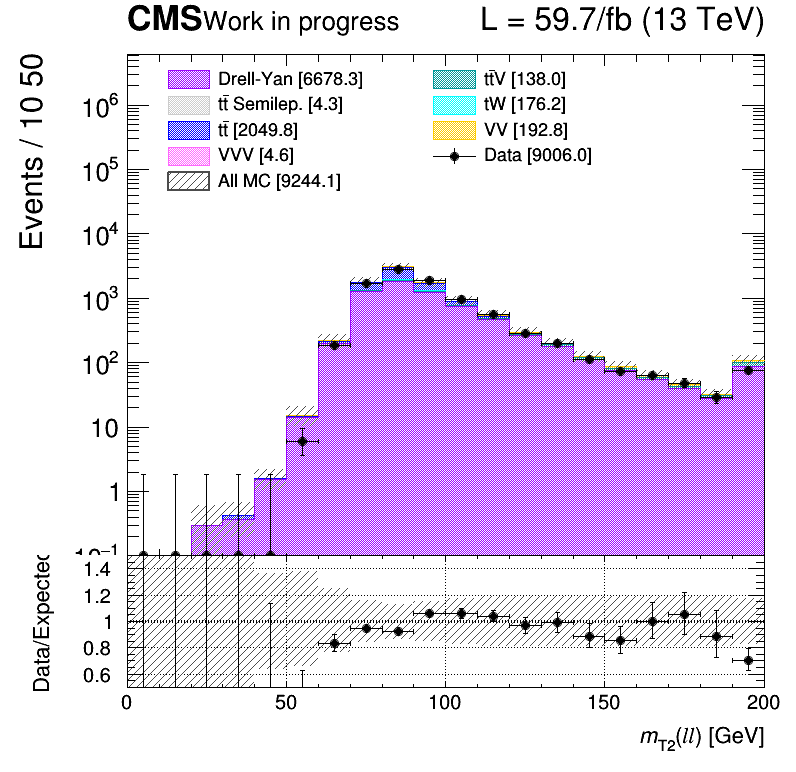 CMS Work in progress L = 59.7/fb (13 TeV)
Events / 10 50
Drell-Yan [6678.3] tt̄V [138.0]
tt̄ Semilep. [4.3] tW [176.2]
tt̄ [2049.8] VV [192.8]
VVV [4.6] Data [9006.0]
All MC [9244.1]
10⁶
10⁵
10⁴
10³
10²
10
1
10⁻¹
Data/Expected
1.4
1.2
1
0.8
0.6
0 50 100 150 200
m_T2(ll) [GeV]